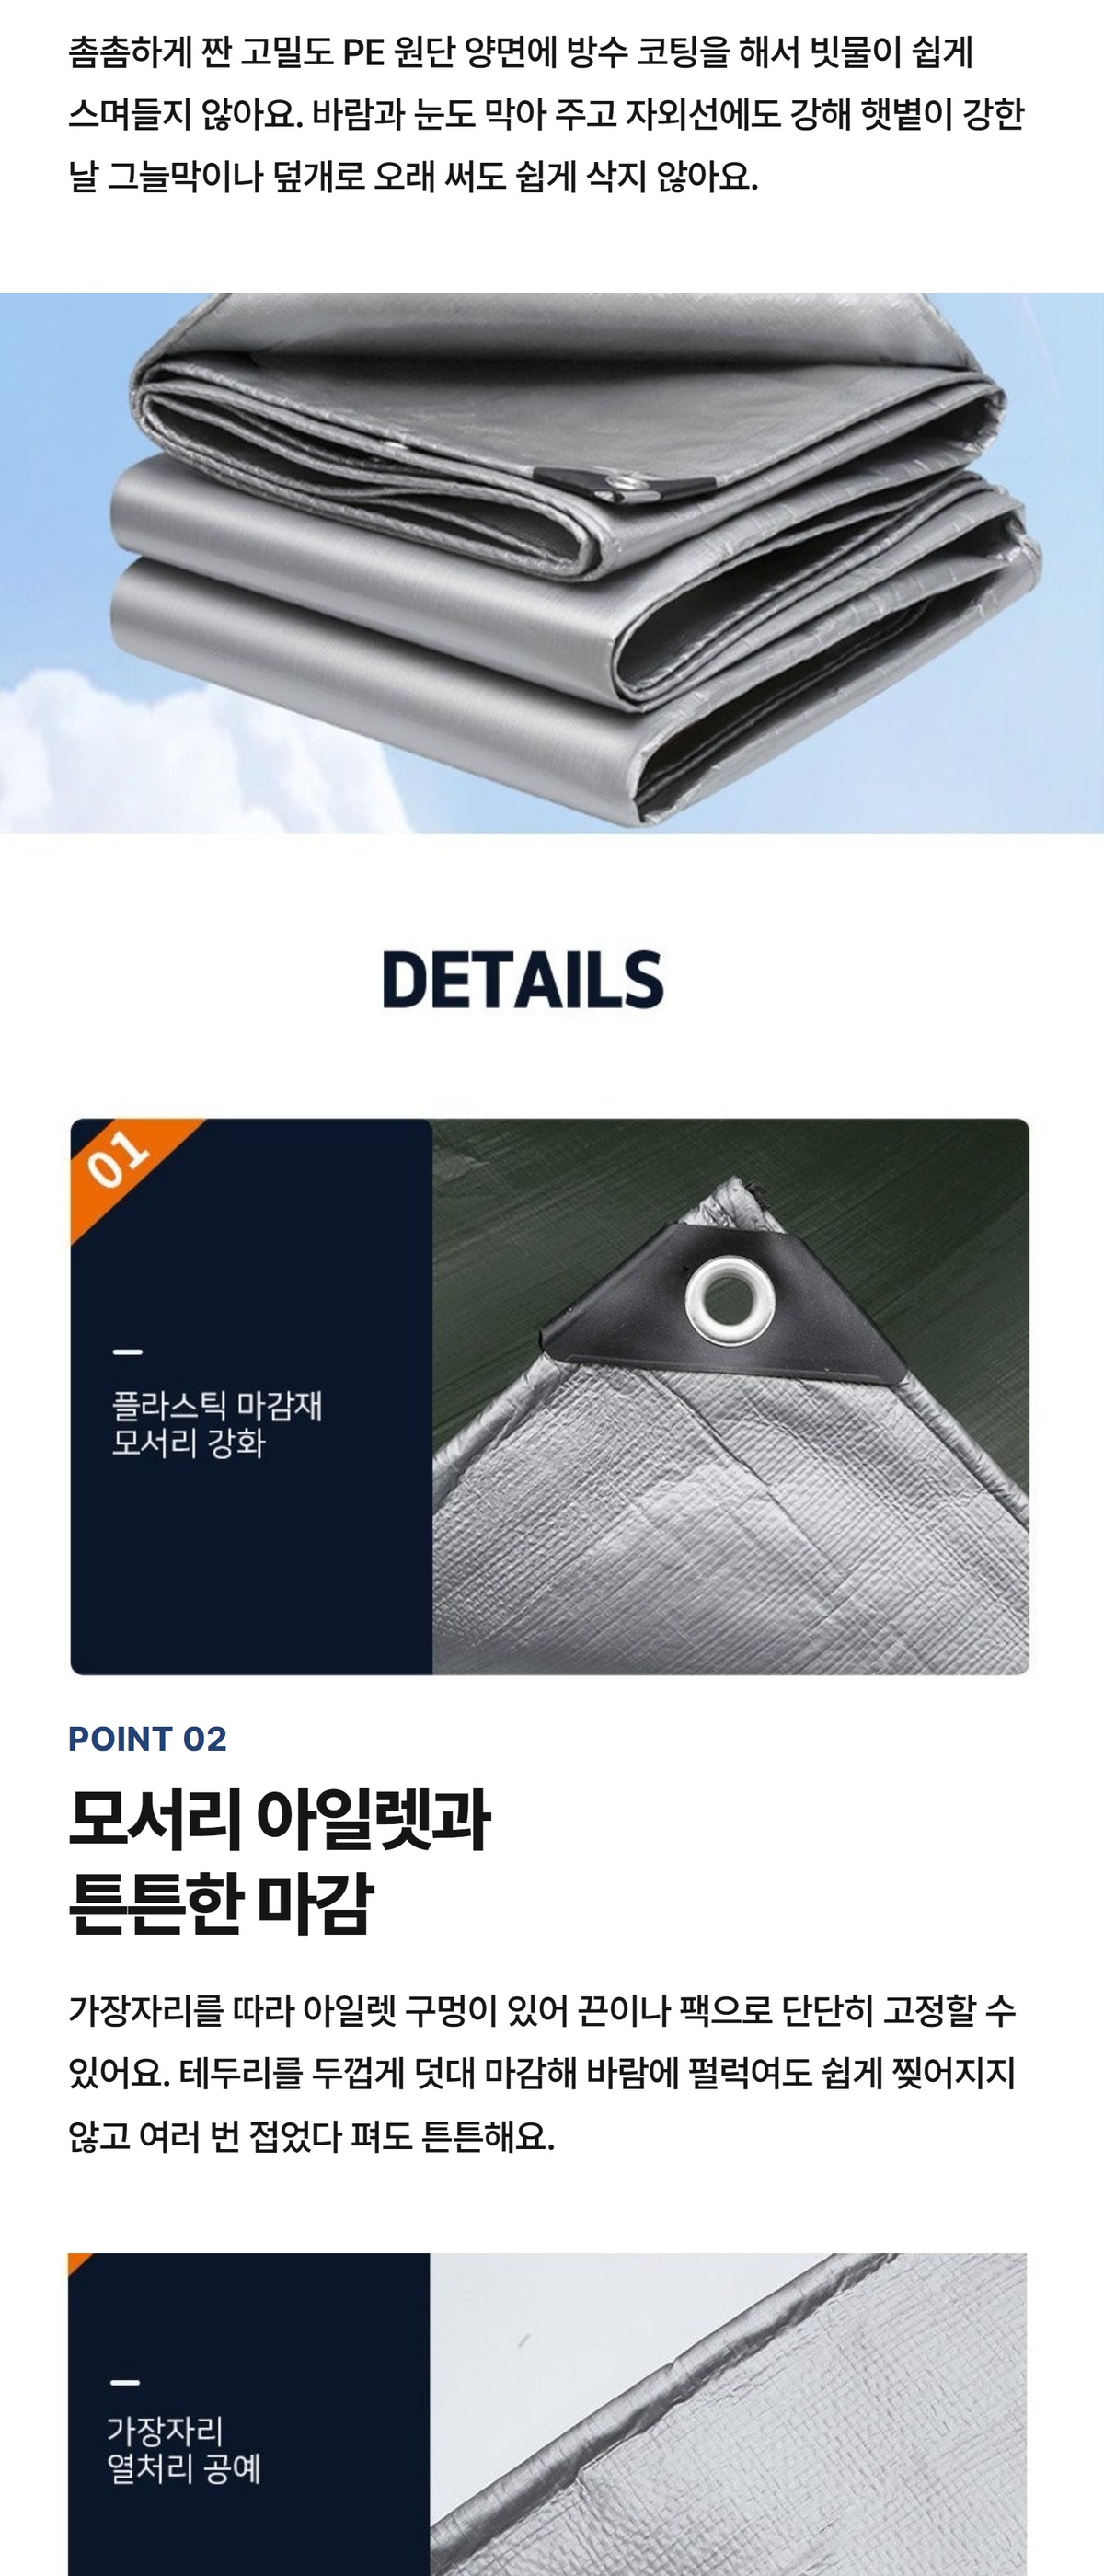 촘촘하게 짠 고밀도 PE 원단 양면에 방수 코팅을 해서 빗물이 쉽게
스며들지 않아요. 바람과 눈도 막아 주고 자외선에도 강해 햇볕이 강한
날 그늘막이나 덮개로 오래 써도 쉽게 삭지 않아요.
DETAILS
01
플라스틱 마감재
모서리 강화
POINT 02
모서리 아일렛과
튼튼한 마감
가장자리를 따라 아일렛 구멍이 있어 끈이나 팩으로 단단히 고정할 수
있어요. 테두리를 두껍게 덧대 마감해 바람에 펄럭여도 쉽게 찢어지지
않고 여러 번 접었다 펴도 튼튼해요.
가장자리
열처리 공예